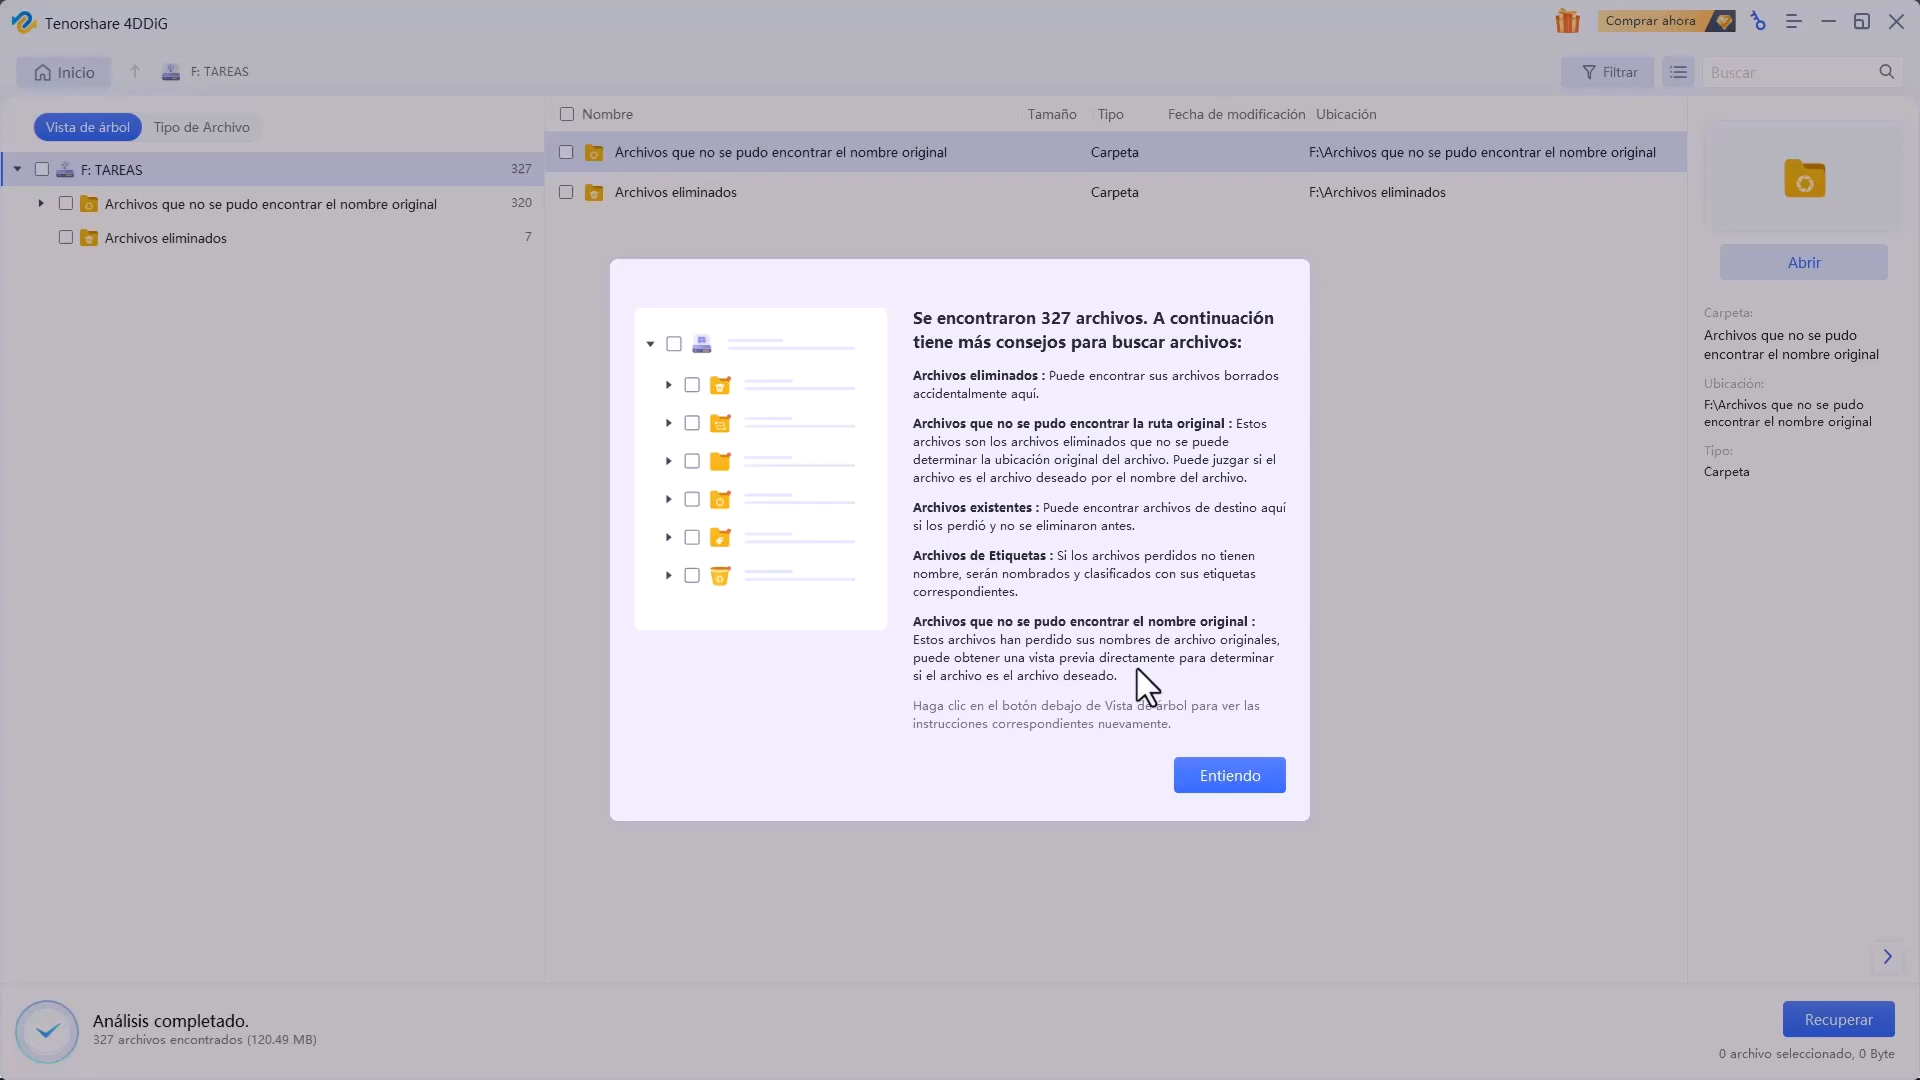 Tenorshare 4DDiG
Comprar ahora
Inicio
F: TAREAS
Filtrar
Buscar
Vista de árbol
Tipo de Archivo
Nombre
Tamaño
Tipo
Fecha de modificación
Ubicación
F: TAREAS
327
Archivos que no se pudo encontrar el nombre original
320
Archivos eliminados
7
Archivos que no se pudo encontrar el nombre original
Carpeta
F:\Archivos que no se pudo encontrar el nombre original
Archivos eliminados
Carpeta
F:\Archivos eliminados
Se encontraron 327 archivos. A continuación
tiene más consejos para buscar archivos:
Archivos eliminados : Puede encontrar sus archivos borrados
accidentalmente aquí.
Archivos que no se pudo encontrar la ruta original : Estos
archivos son los archivos eliminados que no se puede
determinar la ubicación original del archivo. Puede juzgar si el
archivo es el archivo deseado por el nombre del archivo.
Archivos existentes : Puede encontrar archivos de destino aquí
si los perdió y no se eliminaron antes.
Archivos de Etiquetas : Si los archivos perdidos no tienen
nombre, serán nombrados y clasificados con sus etiquetas
correspondientes.
Archivos que no se pudo encontrar el nombre original :
Estos archivos han perdido sus nombres de archivo originales,
puede obtener una vista previa directamente para determinar
si el archivo es el archivo deseado.
Haga clic en el botón debajo de Vista de árbol para ver las
instrucciones correspondientes nuevamente.
Entiendo
Abrir
Carpeta:
Archivos que no se pudo
encontrar el nombre original
Ubicación:
F:\Archivos que no se pudo
encontrar el nombre original
Tipo:
Carpeta
Análisis completado.
327 archivos encontrados (120.49 MB)
Recuperar
0 archivo seleccionado, 0 Byte